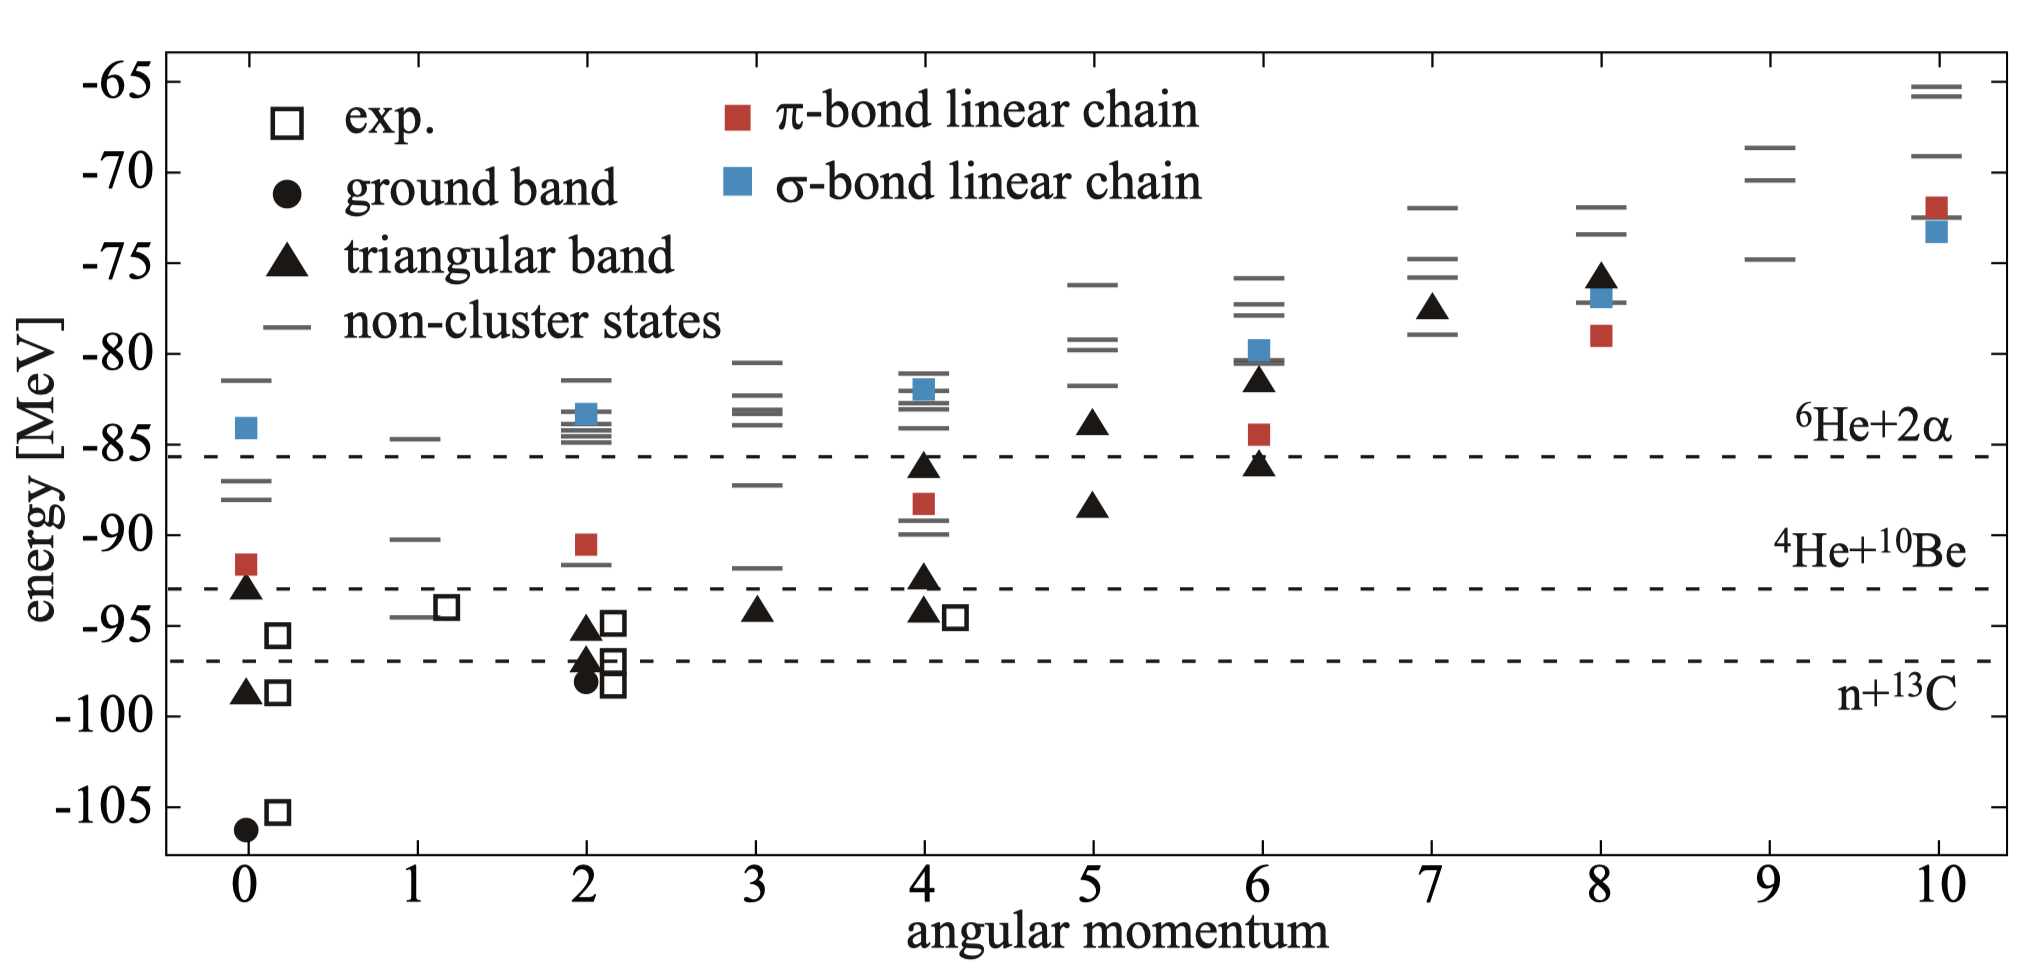 -65
-70
-75
-80
-85
-90
-95
-100
-105
energy [MeV]
exp.
ground band
triangular band
non-cluster states
π-bond linear chain
σ-bond linear chain
⁶He+2α
⁴He+¹⁰Be
n+¹³C
0 1 2 3 4 5 6 7 8 9 10
angular momentum